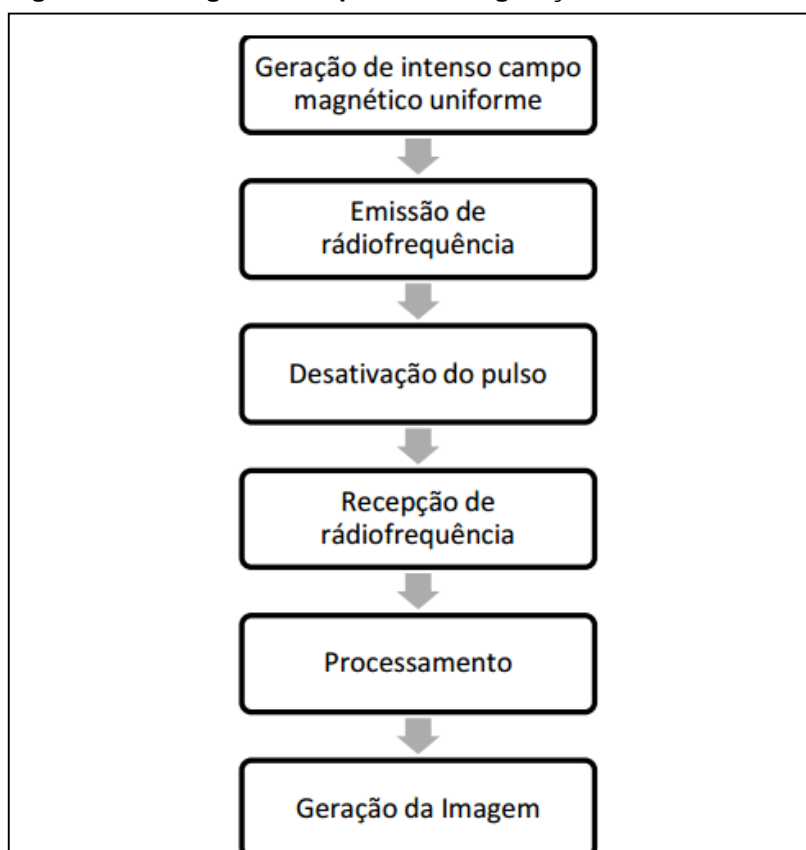 Geração de intenso campo
magnético uniforme
Emissão de
rádiofrequência
Desativação do pulso
Recepção de
rádiofrequência
Processamento
Geração da Imagem